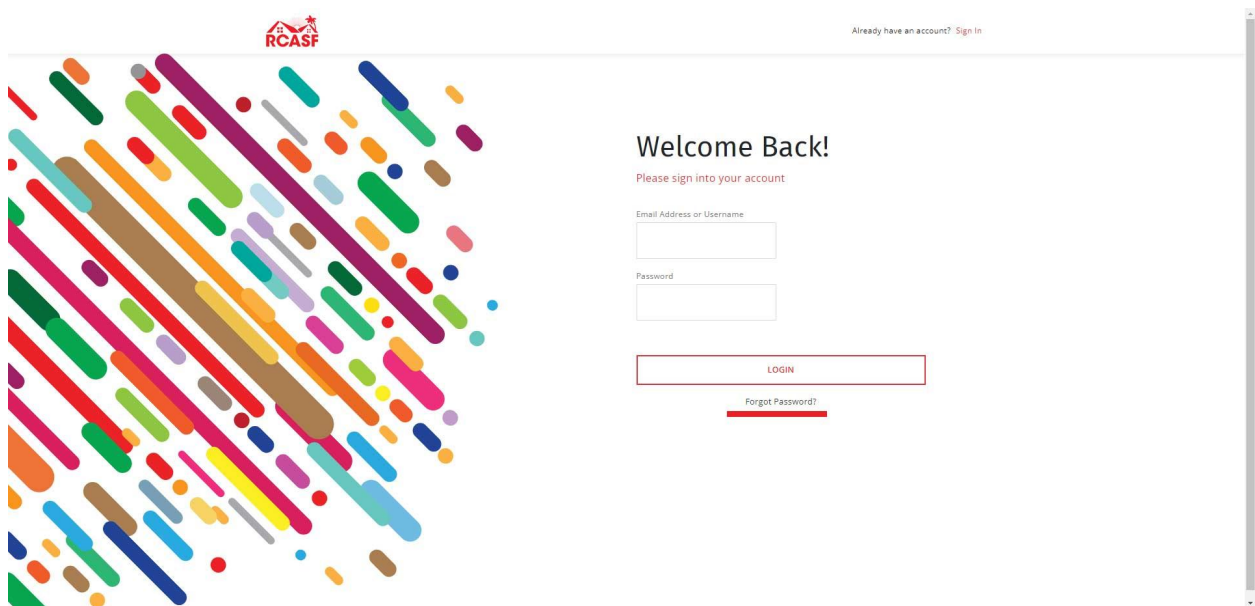 RCASF
Already have an account? Sign In
Welcome Back!
Please sign into your account
Email Address or Username
Password
LOGIN
Forgot Password?